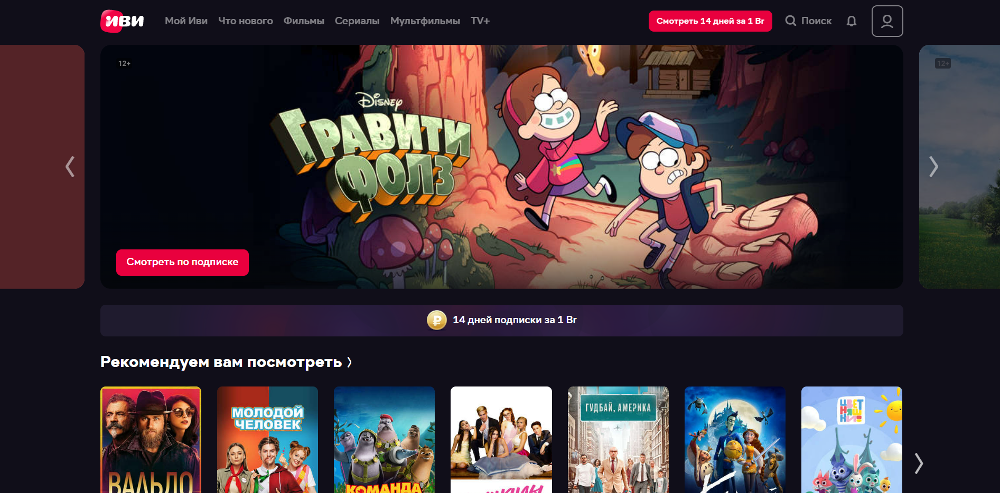 иви
Мой Иви Что нового Фильмы Сериалы Мультфильмы TV+
Смотреть 14 дней за 1 Br
Поиск
12+
12+
Disney
ГРАВИТИ
ФОЛЗ
Смотреть по подписке
14 дней подписки за 1 Br
Рекомендуем вам посмотреть
ВАЛЬДО
МОЛОДОЙ
ЧЕЛОВЕК
КОМАНДА
ГУДБАЙ, АМЕРИКА
ЦВЕТ
НЯШ
КИ